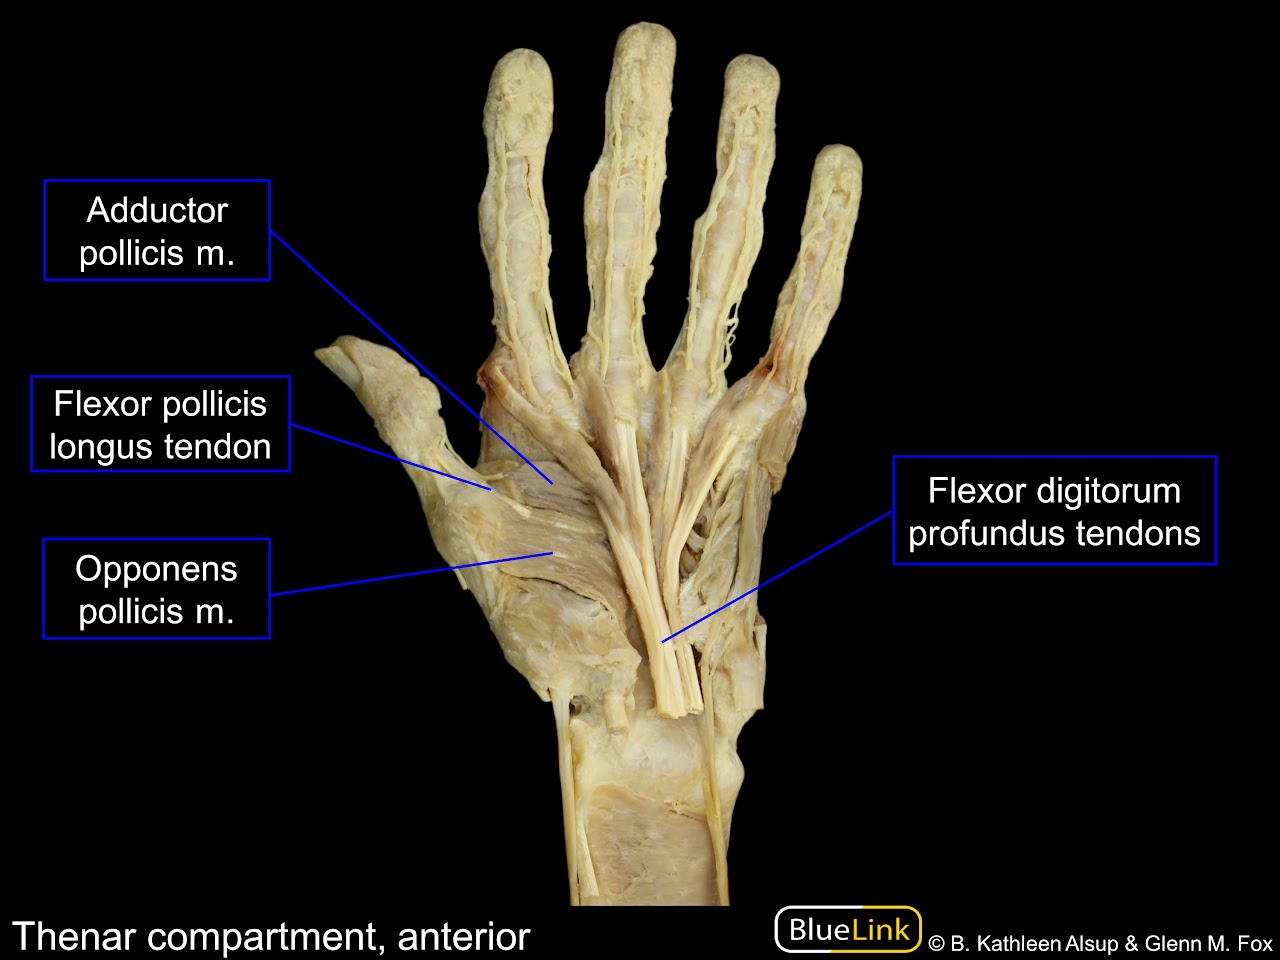 Adductor
pollicis m.
Flexor pollicis
longus tendon
Opponens
pollicis m.
Flexor digitorum
profundus tendons
Thenar compartment, anterior
BlueLink
© B. Kathleen Alsup & Glenn M. Fox